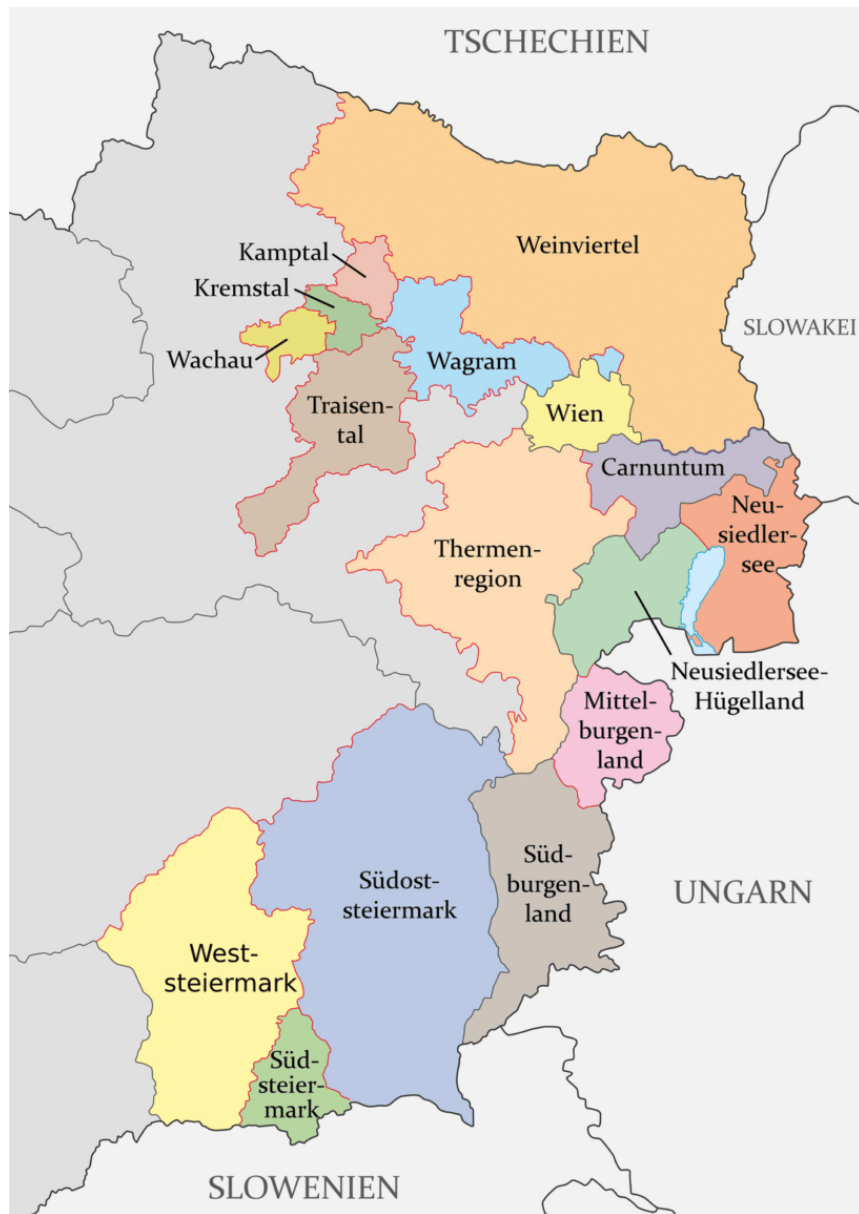 TSCHECHIEN
Weinviertel
Kamptal
Kremstal
SLOWAKEI
Wachau
Wagram
Traisen-
tal
Wien
Carnuntum
Neu-
siedler-
see
Thermen-
region
Neusiedlersee-
Hügelland
Mittel-
burgen-
land
Süd-
burgen-
land
Südost-
steiermark
UNGARN
West-
steiermark
Süd-
steier-
mark
SLOWENIEN